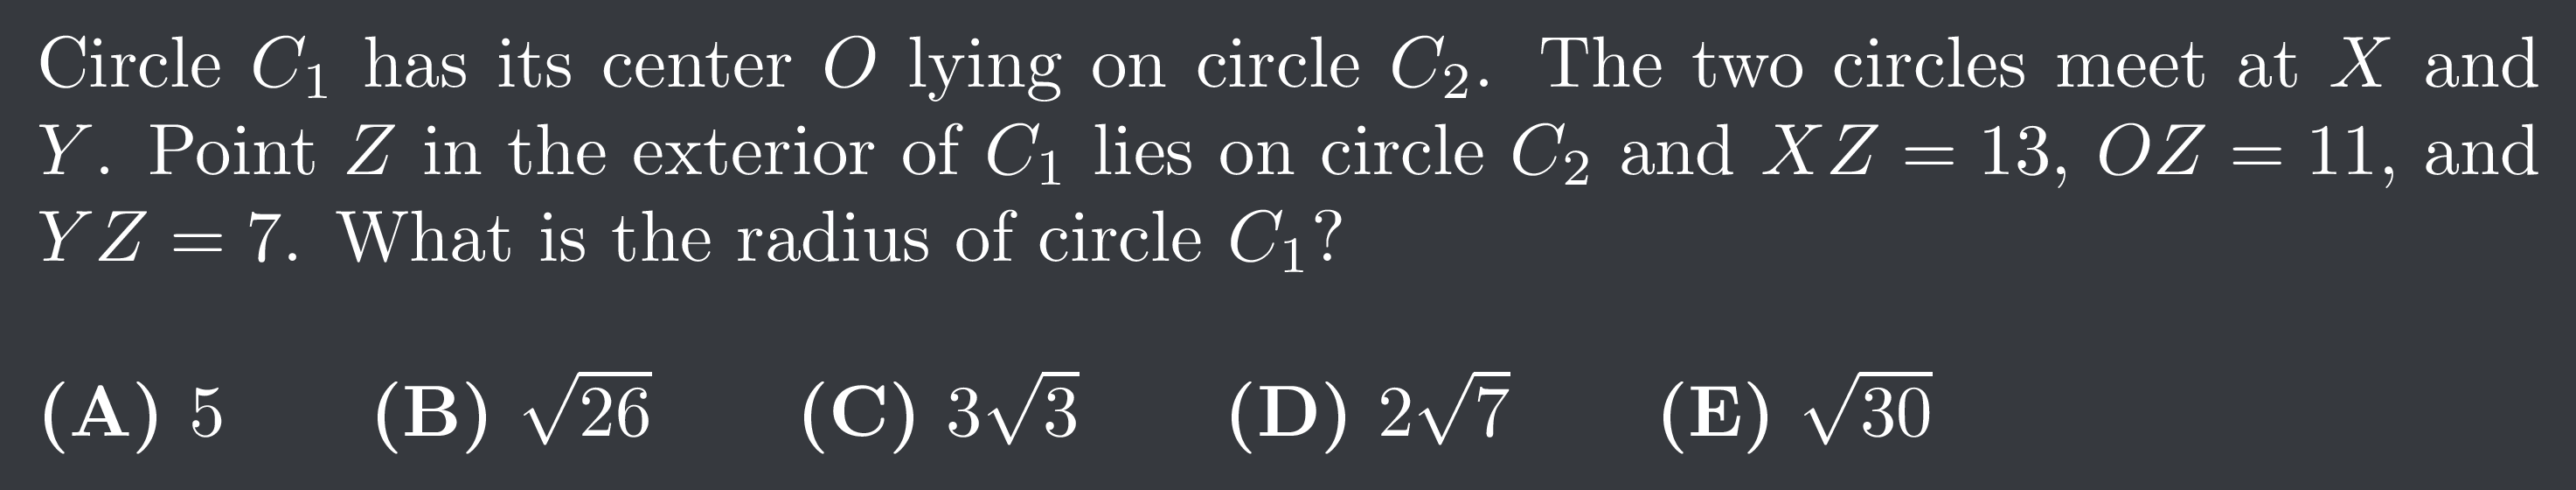 Circle C₁ has its center O lying on circle C₂. The two circles meet at X and
Y. Point Z in the exterior of C₁ lies on circle C₂ and XZ = 13, OZ = 11, and
YZ = 7. What is the radius of circle C₁?
(A) 5 (B) √26 (C) 3√3 (D) 2√7 (E) √30